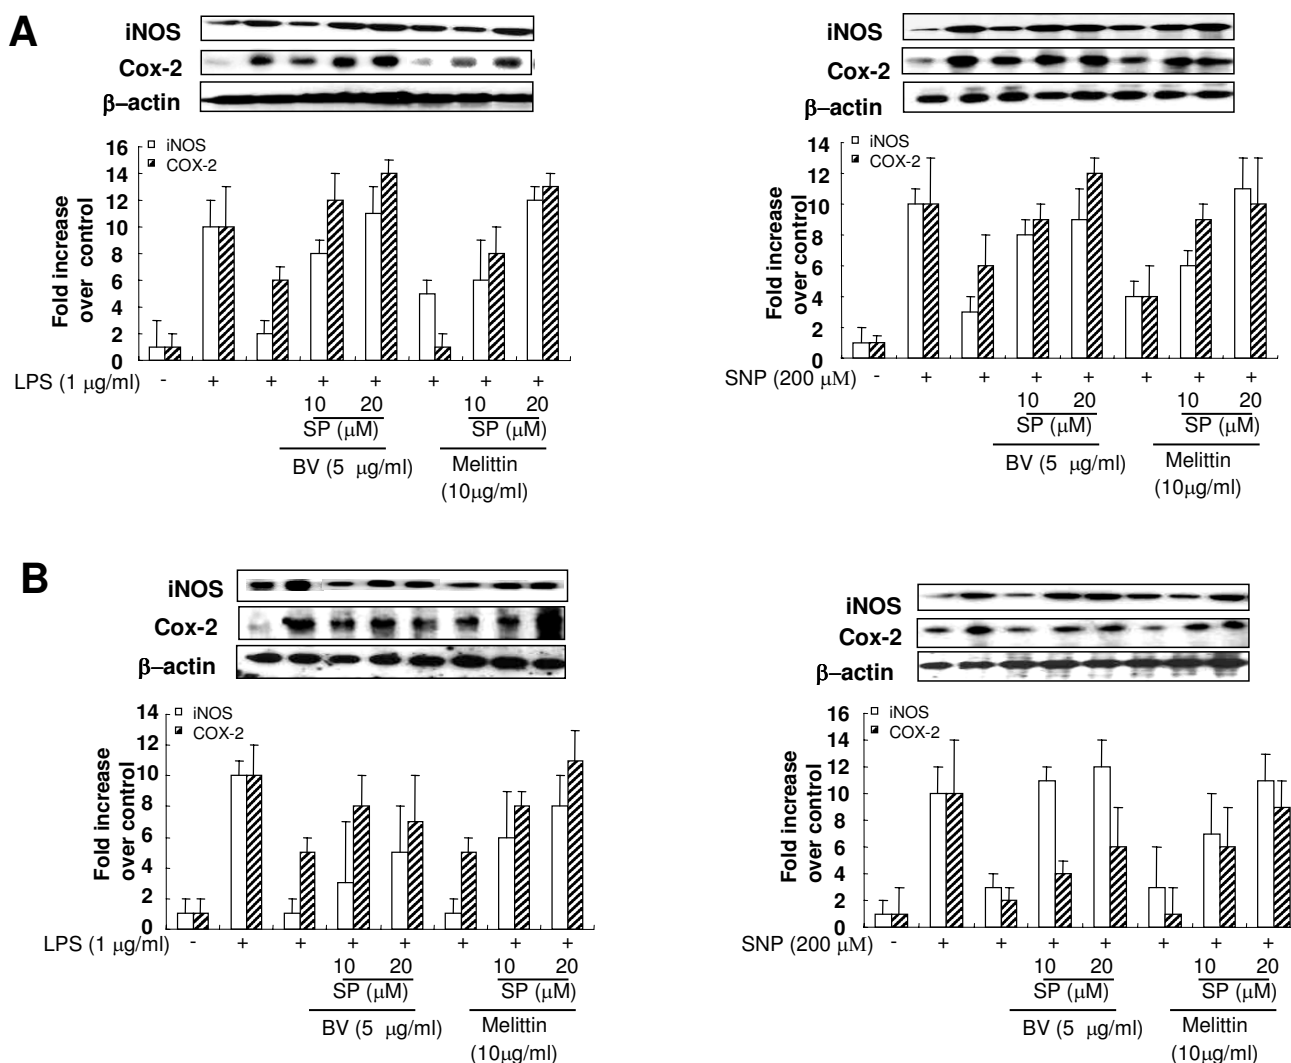 A
iNOS
Cox-2
β–actin
16
14
12
10
8
6
4
2
0
Fold increase
over control
iNOS
COX-2
LPS (1 μg/ml) - + + + + + + +
10 20 10 20
SP (μM) SP (μM)
BV (5 μg/ml) Melittin
(10μg/ml)
iNOS
Cox-2
β–actin
14
12
10
8
6
4
2
0
Fold increase
over control
iNOS
COX-2
SNP (200 μM) - + + + + + + +
10 20 10 20
SP (μM) SP (μM)
BV (5 μg/ml) Melittin
(10μg/ml)
B
iNOS
Cox-2
β–actin
14
12
10
8
6
4
2
0
Fold increase
over control
iNOS
COX-2
LPS (1 μg/ml) - + + + + + + +
10 20 10 20
SP (μM) SP (μM)
BV (5 μg/ml) Melittin
(10μg/ml)
iNOS
Cox-2
β–actin
16
14
12
10
8
6
4
2
0
Fold increase
over control
iNOS
COX-2
SNP (200 μM) - + + + + + + +
10 20 10 20
SP (μM) SP (μM)
BV (5 μg/ml) Melittin
(10μg/ml)